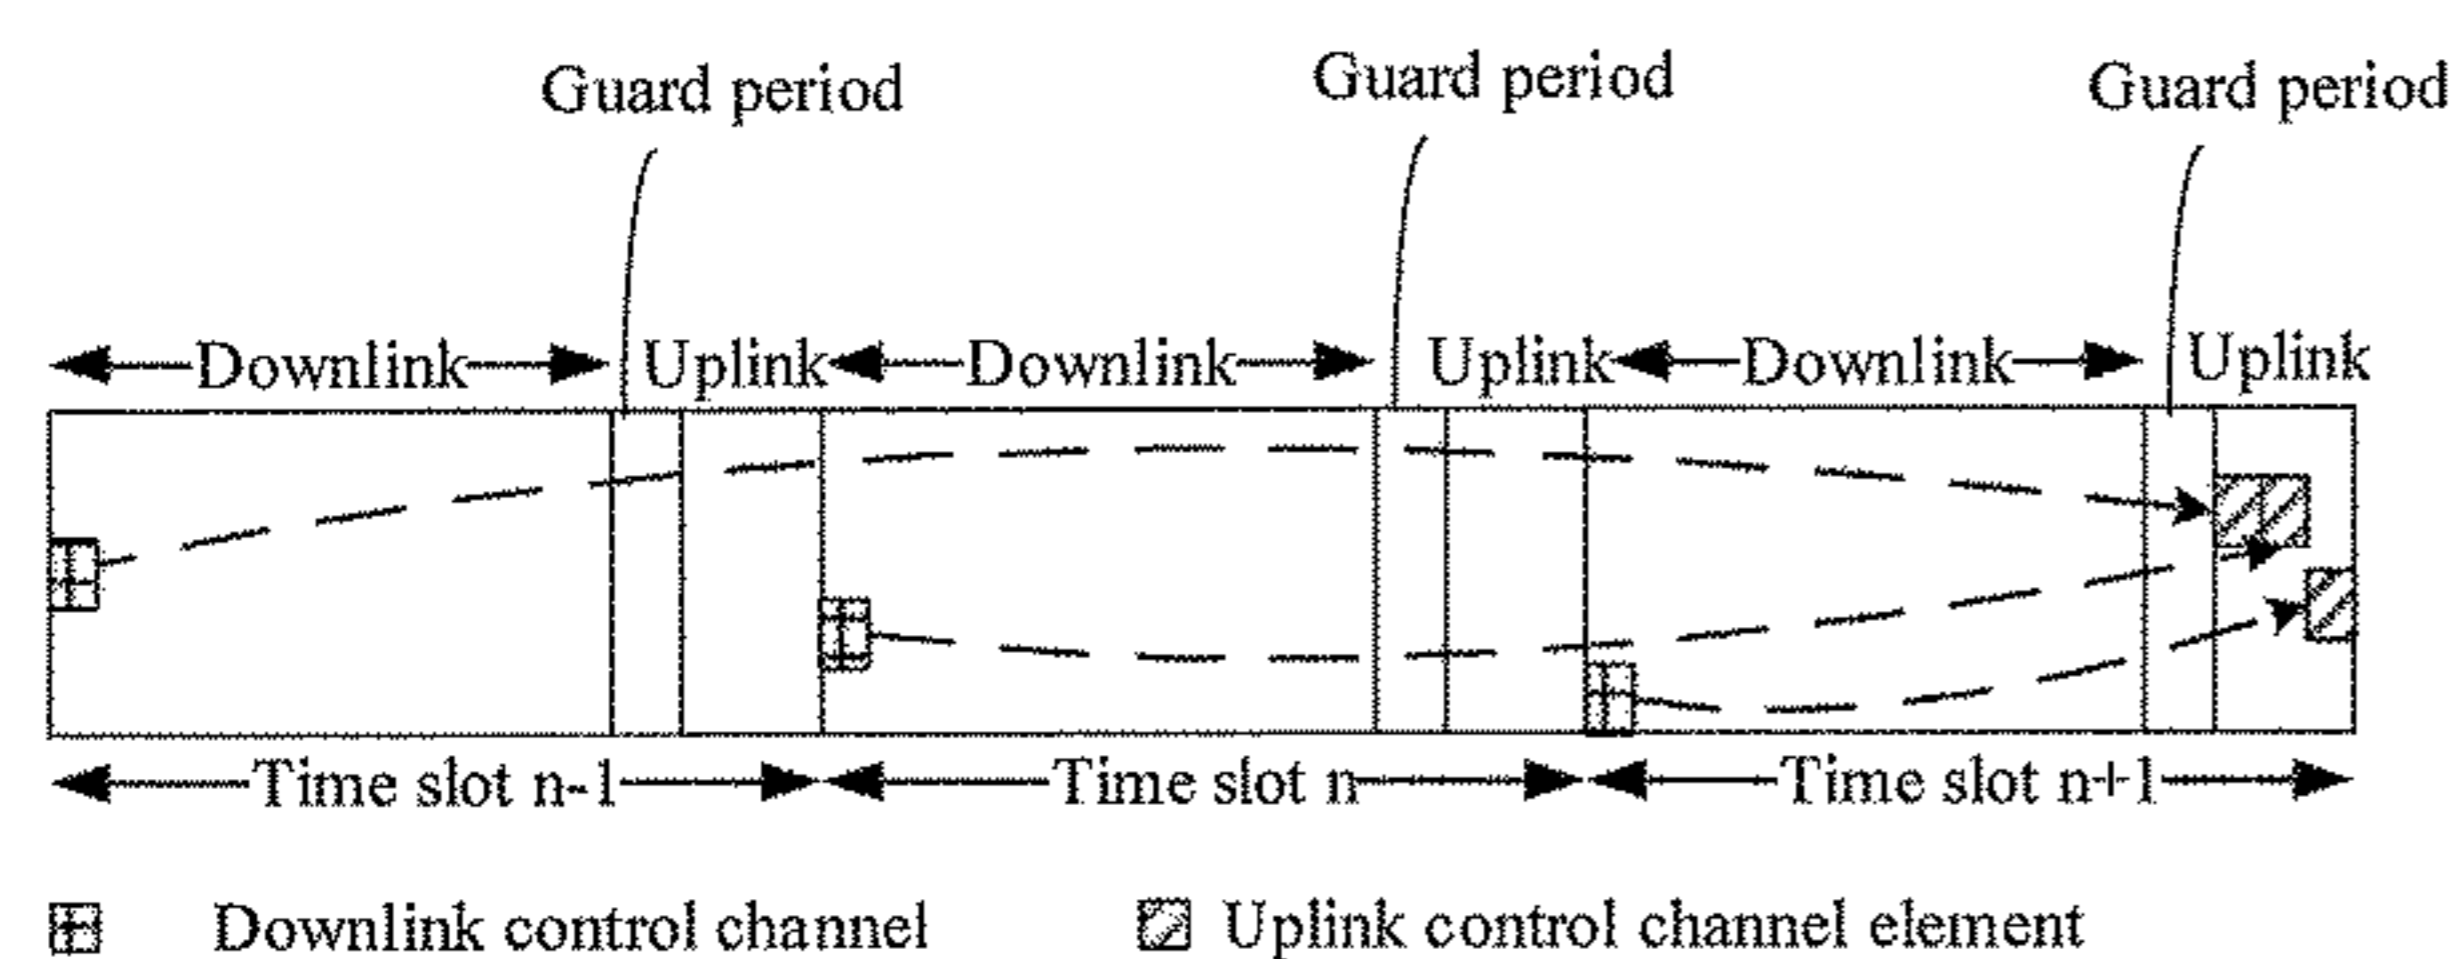 Guard period Guard period Guard period
Downlink Uplink Downlink Uplink Downlink Uplink
Time slot n-1 Time slot n Time slot n+1
Downlink control channel Uplink control channel element